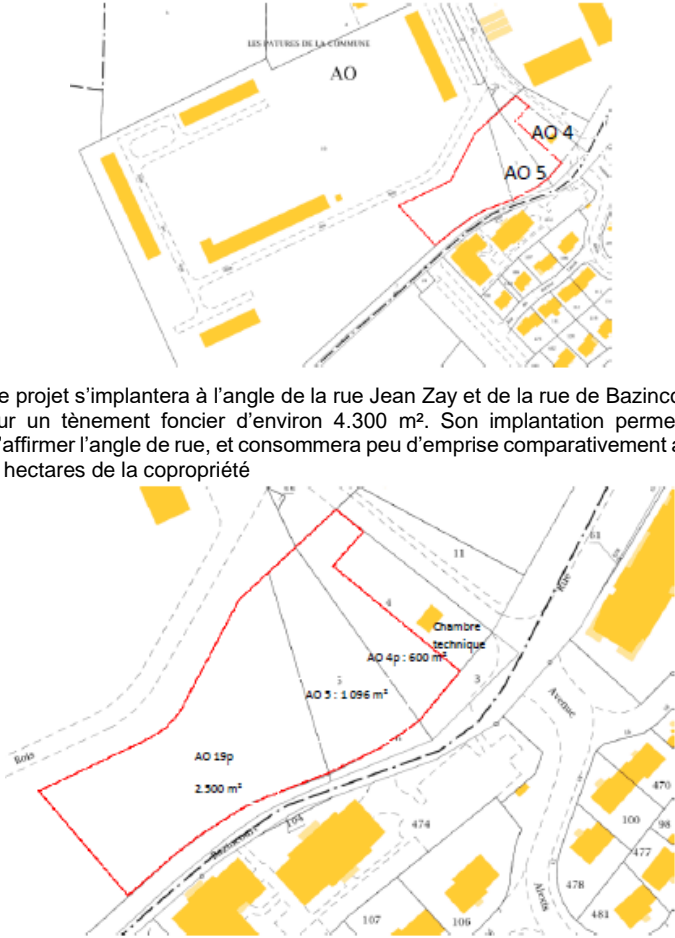 LES PATURES DE LA COMMUNE
AO
AO 4
AO 5
e projet s’implantera à l’angle de la rue Jean Zay et de la rue de Bazinco
ur un tènement foncier d’environ 4.300 m². Son implantation perme
’affirmer l’angle de rue, et consommera peu d’emprise comparativement a
hectares de la copropriété
61
11
Rue
4
Chambre
technique
AO 4p : 600 m²
3
5
AO 5 : 1 096 m²
Avenue
AO 19p
Bois
2.500 m²
470
104
474
100
98
477
478
Alexis
481
107
106